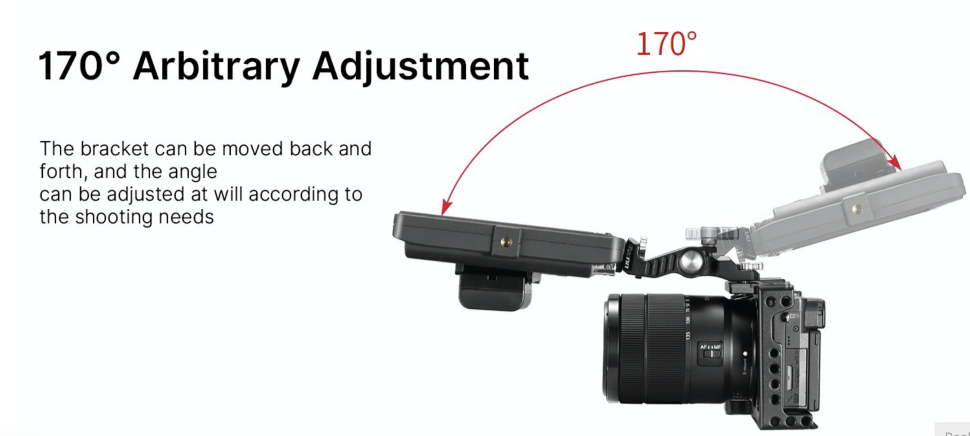 170°
170° Arbitrary Adjustment
The bracket can be moved back and
forth, and the angle
can be adjusted at will according to
the shooting needs